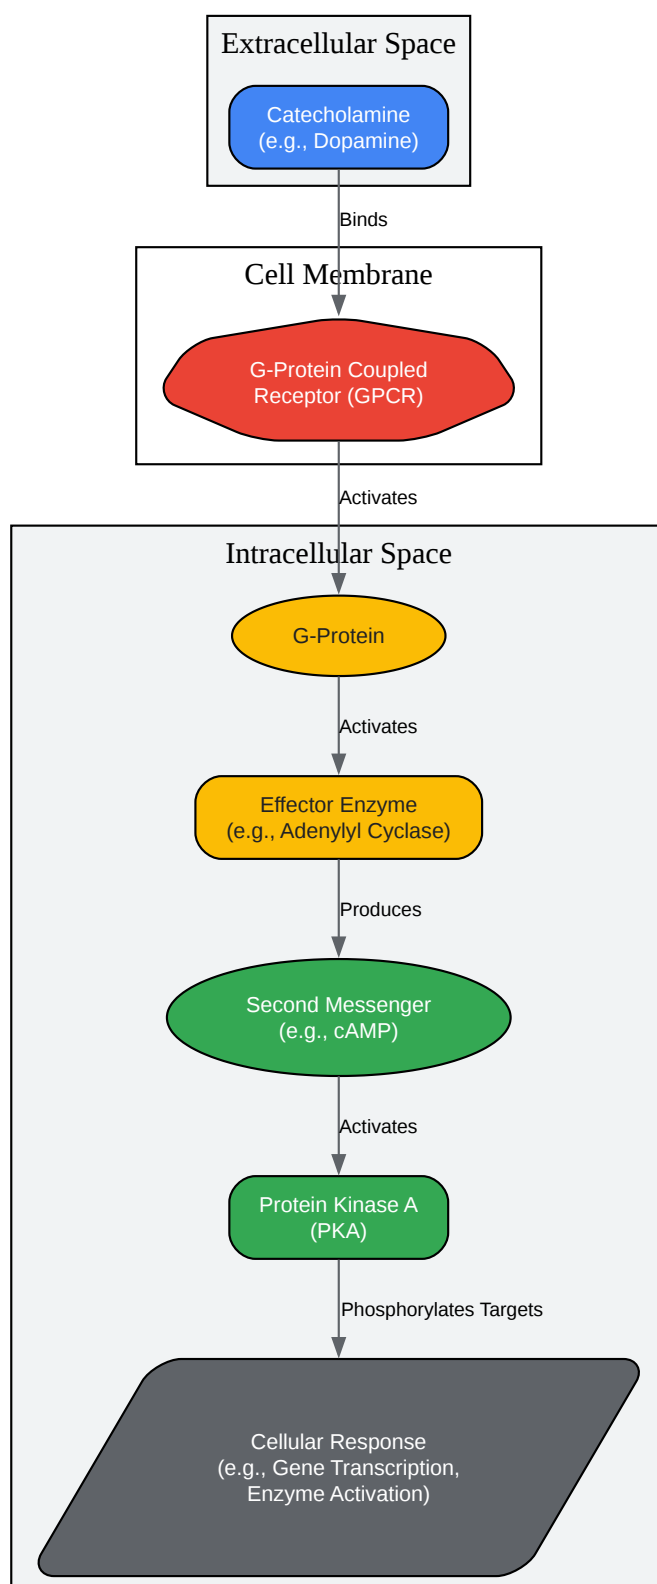 Extracellular Space
Catecholamine
(e.g., Dopamine)
Binds
Cell Membrane
G-Protein Coupled
Receptor (GPCR)
Activates
Intracellular Space
G-Protein
Activates
Effector Enzyme
(e.g., Adenylyl Cyclase)
Produces
Second Messenger
(e.g., cAMP)
Activates
Protein Kinase A
(PKA)
Phosphorylates Targets
Cellular Response
(e.g., Gene Transcription,
Enzyme Activation)